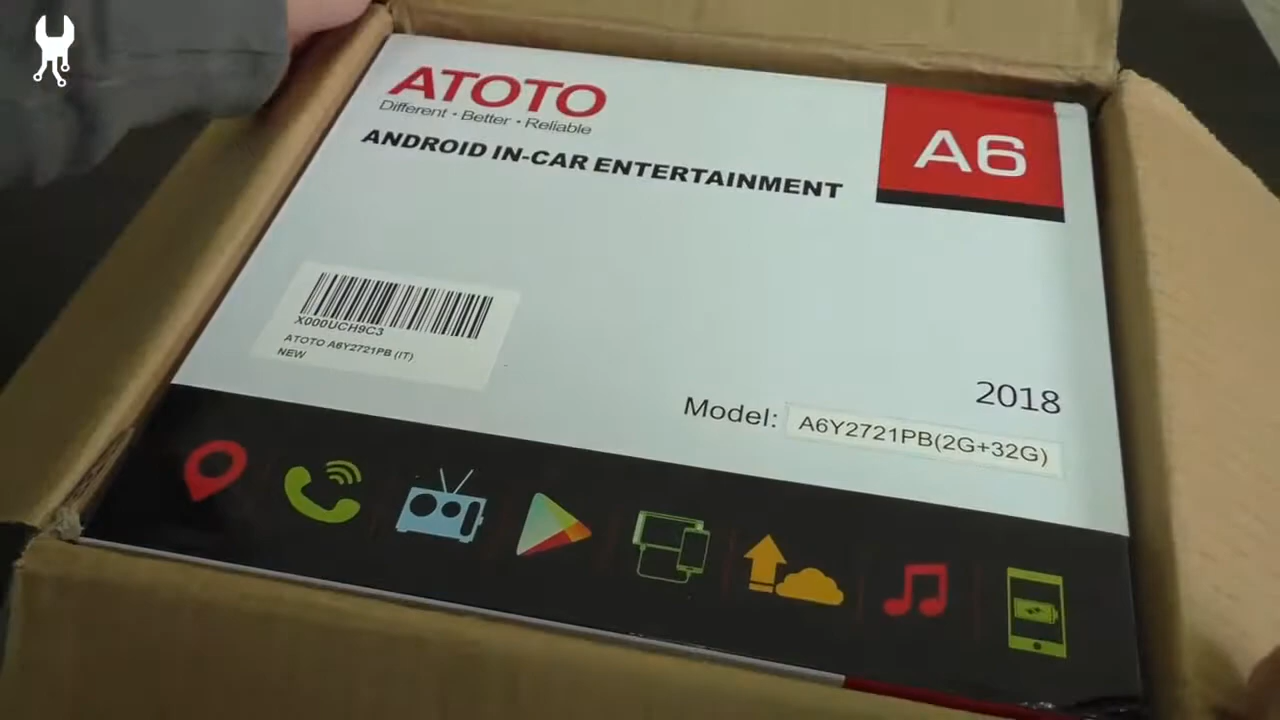 ATOTO
Different · Better · Reliable
ANDROID IN-CAR ENTERTAINMENT
A6
X000UCH9C3
ATOTO A6Y2721PB (IT)
NEW
2018
Model: A6Y2721PB(2G+32G)